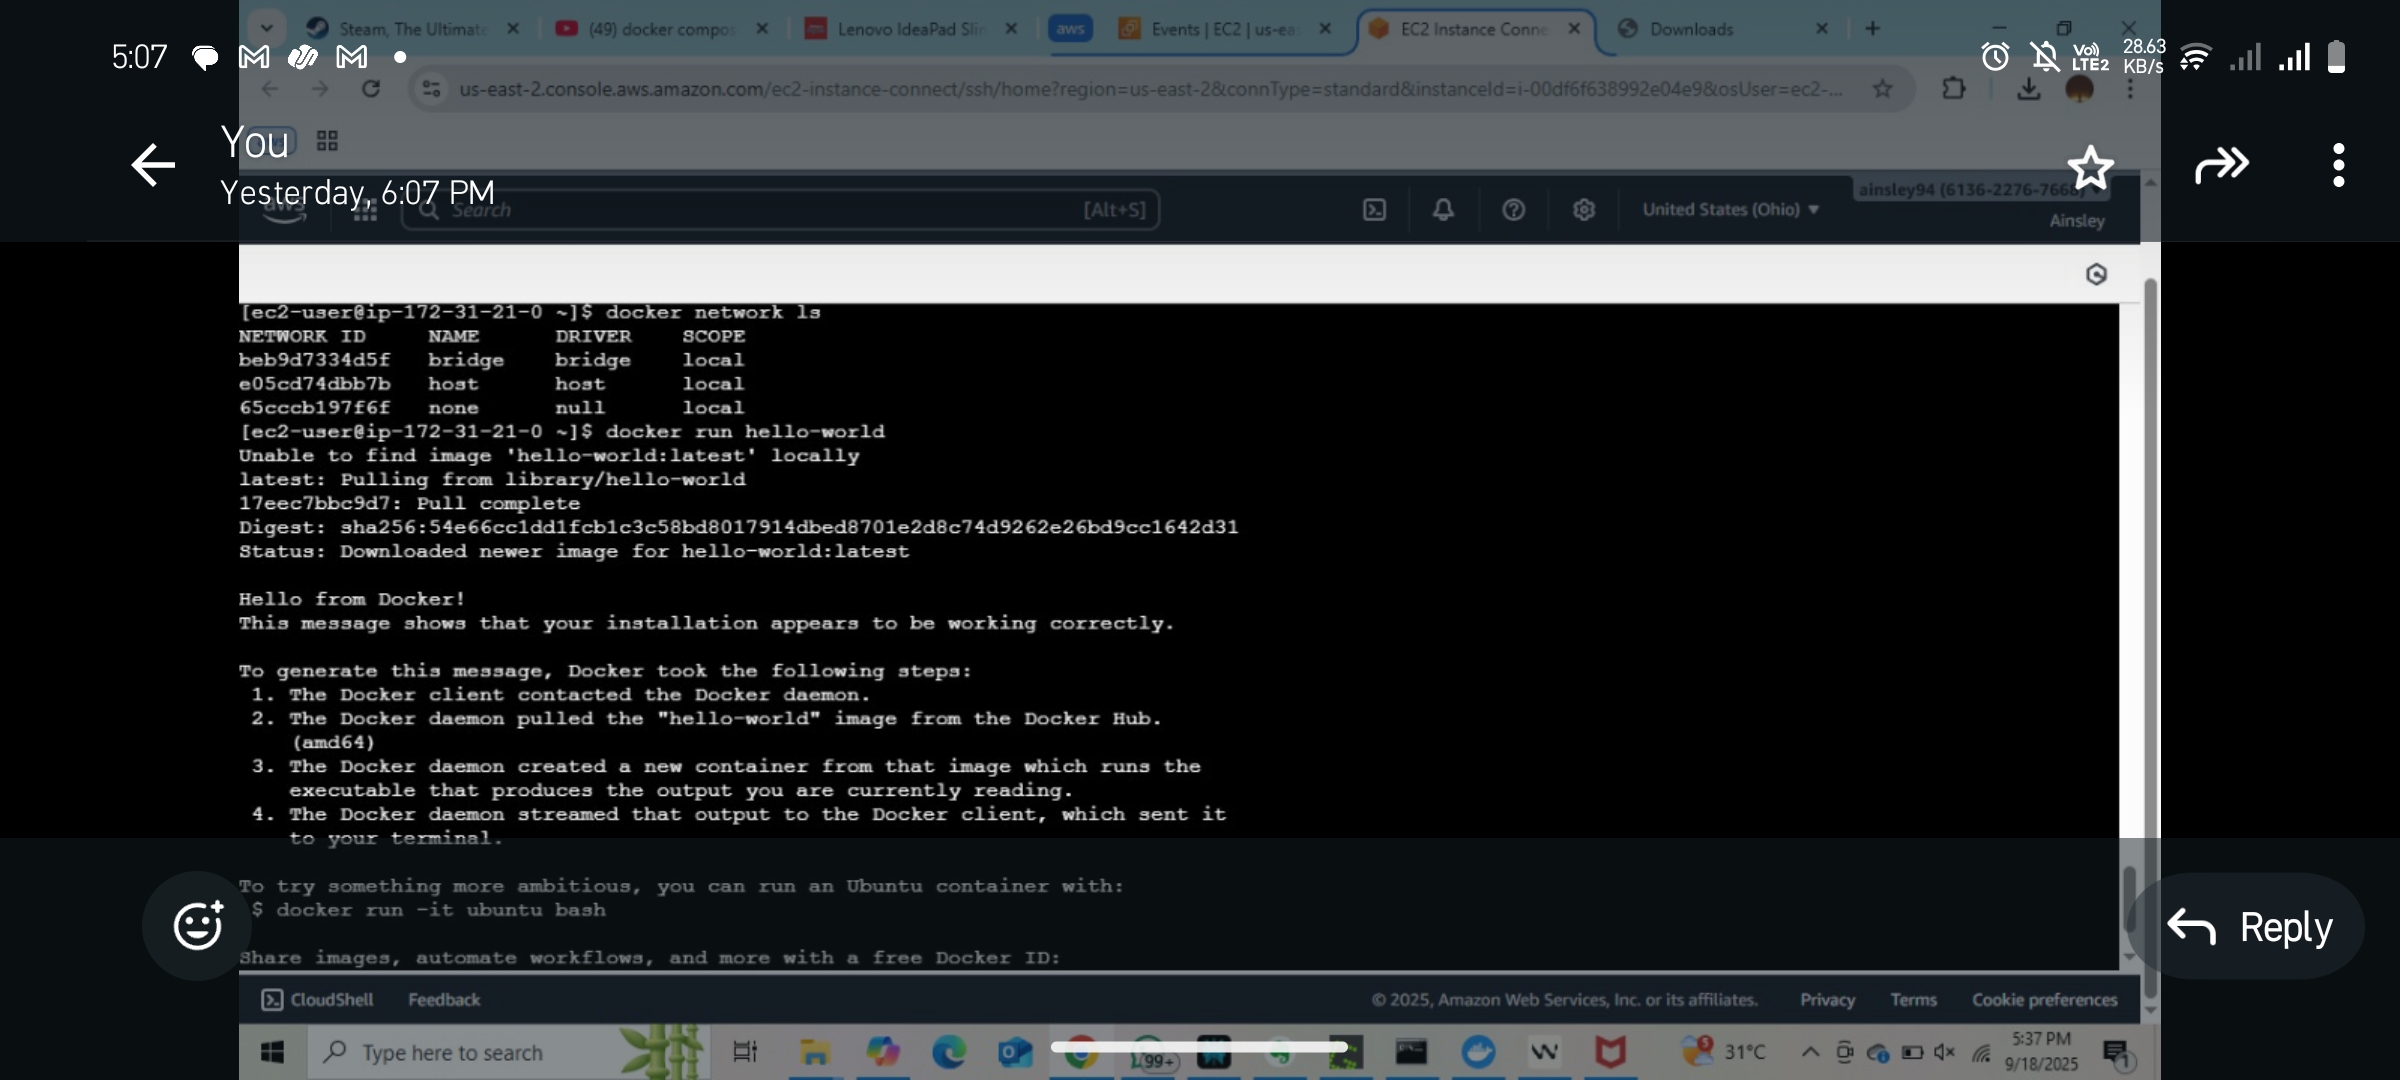 Steam, The Ultimate
(49) docker compos
Lenovo IdeaPad Slin
aws
Events | EC2 | us-ea
EC2 Instance Conne
Downloads
5:07
Vo)) LTE2
28.63 KB/s
us-east-2.console.aws.amazon.com/ec2-instance-connect/ssh/home?region=us-east-2&connType=standard&instanceId=i-00df6f638992e04e9&osUser=ec2-...
You
Yesterday, 6:07 PM
aws
Search
[Alt+S]
United States (Ohio)
ainsley94 (6136-2276-7668)
Ainsley
[ec2-user@ip-172-31-21-0 ~]$ docker network ls
NETWORK ID NAME DRIVER SCOPE
beb9d7334d5f bridge bridge local
e05cd74dbb7b host host local
65cccb197f6f none null local
[ec2-user@ip-172-31-21-0 ~]$ docker run hello-world
Unable to find image 'hello-world:latest' locally
latest: Pulling from library/hello-world
17eec7bbc9d7: Pull complete
Digest: sha256:54e66cc1dd1fcb1c3c58bd8017914dbed8701e2d8c74d9262e26bd9cc1642d31
Status: Downloaded newer image for hello-world:latest
Hello from Docker!
This message shows that your installation appears to be working correctly.
To generate this message, Docker took the following steps:
1. The Docker client contacted the Docker daemon.
2. The Docker daemon pulled the "hello-world" image from the Docker Hub.
(amd64)
3. The Docker daemon created a new container from that image which runs the
executable that produces the output you are currently reading.
4. The Docker daemon streamed that output to the Docker client, which sent it
to your terminal.
To try something more ambitious, you can run an Ubuntu container with:
$ docker run -it ubuntu bash
Share images, automate workflows, and more with a free Docker ID:
Reply
CloudShell
Feedback
© 2025, Amazon Web Services, Inc. or its affiliates.
Privacy
Terms
Cookie preferences
Type here to search
99+
5
31°C
5:37 PM
9/18/2025
1